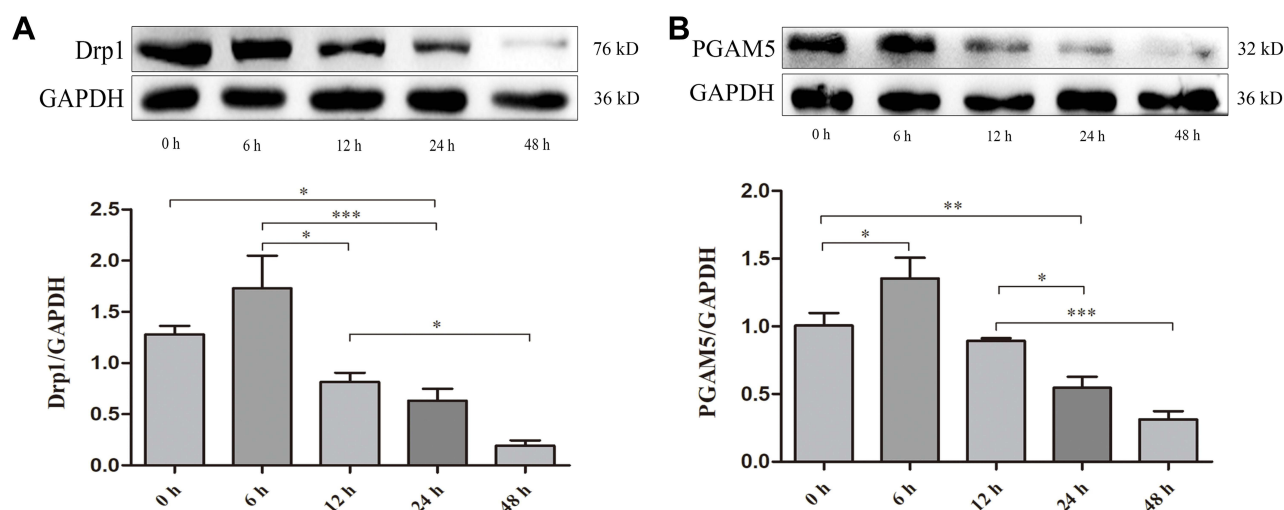 A
Drp1
76 kD
GAPDH
36 kD
0 h 6 h 12 h 24 h 48 h
*
***
*
*
Drp1/GAPDH
2.5
2.0
1.5
1.0
0.5
0.0
0 h 6 h 12 h 24 h 48 h
B
PGAM5
32 kD
GAPDH
36 kD
0 h 6 h 12 h 24 h 48 h
**
*
*
***
PGAM5/GAPDH
2.0
1.5
1.0
0.5
0.0
0 h 6 h 12 h 24 h 48 h